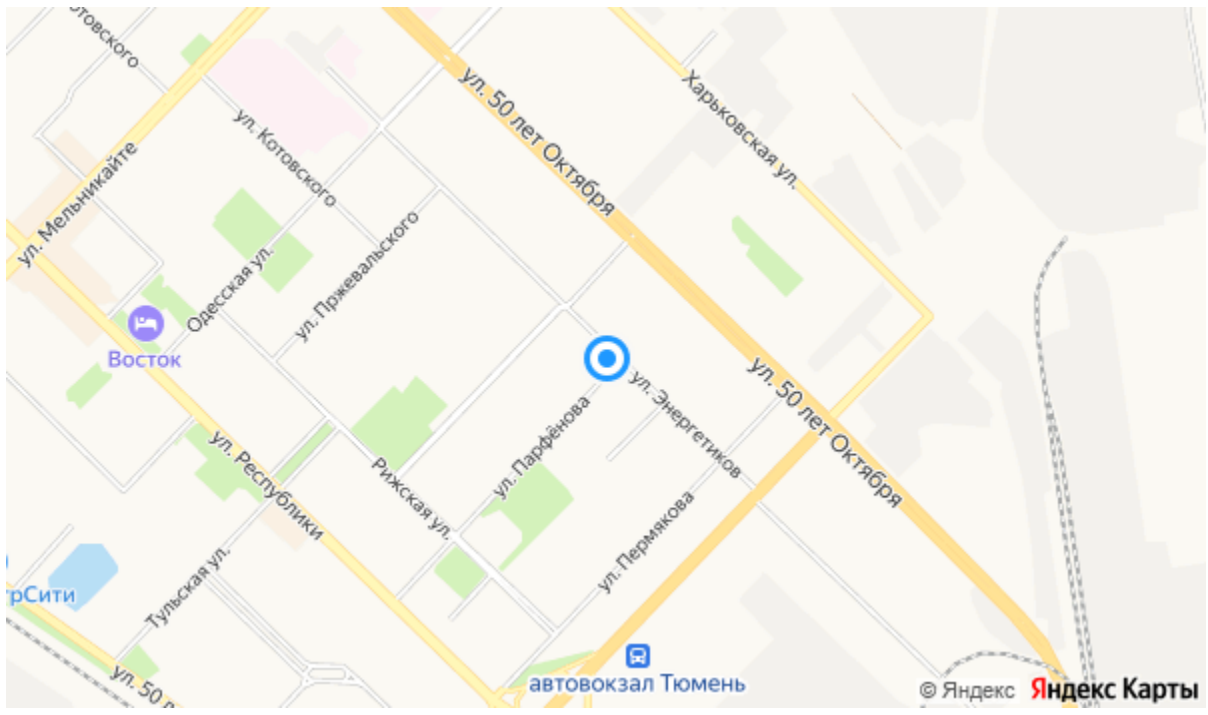 отовского
ул. 50 лет Октября
Харьковская ул.
ул. Котовского
ул. Мельникайте
ул. Пржевальского
Одесская ул.
Восток
ул. Энергетиков
ул. 50 лет Октября
ул. Парфёнова
ул. Республики
Рижская ул.
ул. Пермякова
Тульская ул.
грСити
автовокзал Тюмень
ул. 50 л
© Яндекс Яндекс Карты